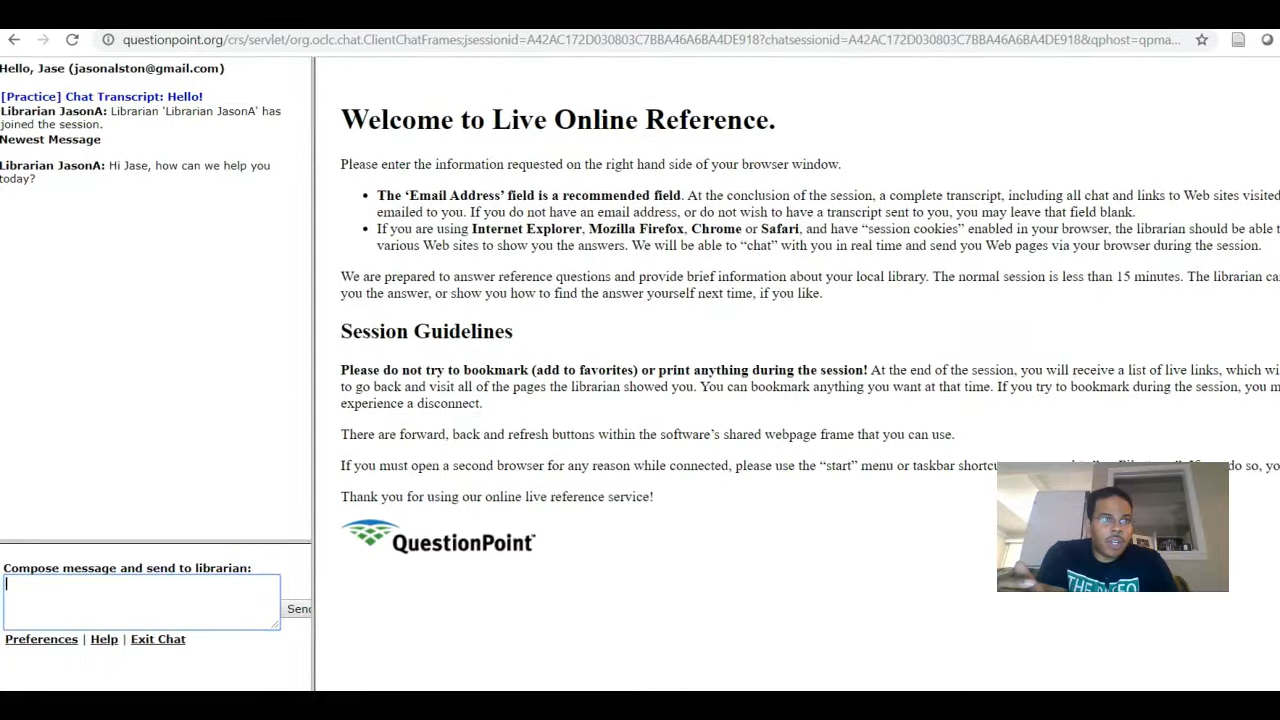 questionpoint.org/crs/servlet/org.oclc.chat.ClientChatFrames;jsessionid=A42AC172D030803C7BBA46A6BA4DE918?chatsessionid=A42AC172D030803C7BBA46A6BA4DE918&qphost=qpma...
Hello, Jase (jasonalston@gmail.com)
[Practice] Chat Transcript: Hello!
Librarian JasonA: Librarian 'Librarian JasonA' has
joined the session.
Newest Message
Librarian JasonA: Hi Jase, how can we help you
today?
Compose message and send to librarian:
Send
Preferences | Help | Exit Chat
Welcome to Live Online Reference.
Please enter the information requested on the right hand side of your browser window.
• The ‘Email Address’ field is a recommended field. At the conclusion of the session, a complete transcript, including all chat and links to Web sites visited
emailed to you. If you do not have an email address, or do not wish to have a transcript sent to you, you may leave that field blank.
• If you are using Internet Explorer, Mozilla Firefox, Chrome or Safari, and have “session cookies” enabled in your browser, the librarian should be able t
various Web sites to show you the answers. We will be able to “chat” with you in real time and send you Web pages via your browser during the session.
We are prepared to answer reference questions and provide brief information about your local library. The normal session is less than 15 minutes. The librarian ca
you the answer, or show you how to find the answer yourself next time, if you like.
Session Guidelines
Please do not try to bookmark (add to favorites) or print anything during the session! At the end of the session, you will receive a list of live links, which wi
to go back and visit all of the pages the librarian showed you. You can bookmark anything you want at that time. If you try to bookmark during the session, you m
experience a disconnect.
There are forward, back and refresh buttons within the software’s shared webpage frame that you can use.
If you must open a second browser for any reason while connected, please use the “start” menu or taskbar shortcu do so, yo
Thank you for using our online live reference service!
QuestionPoint™
THE